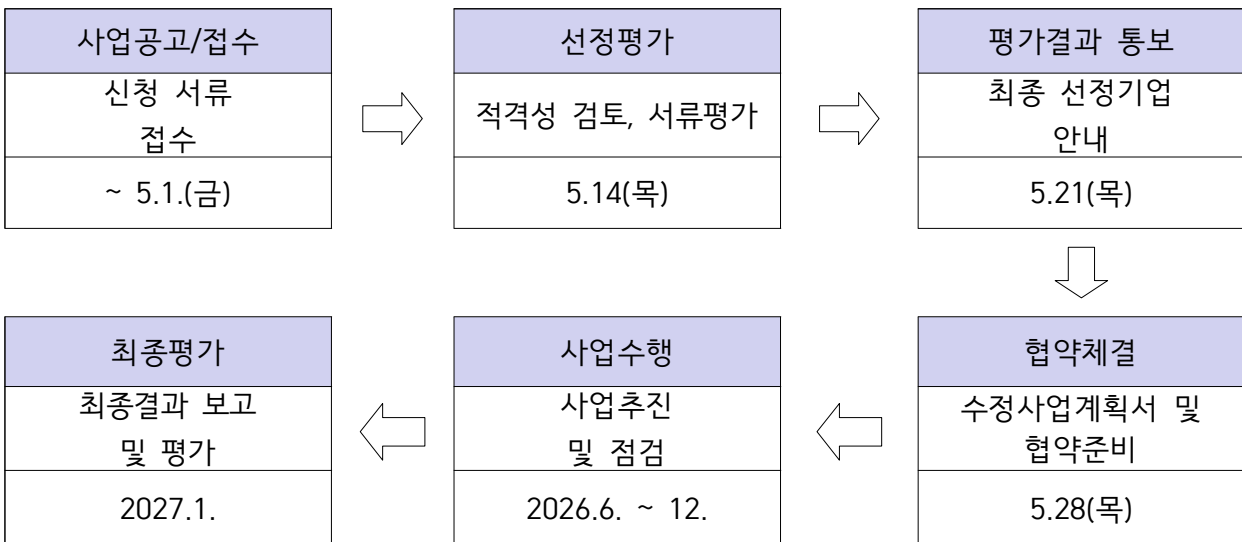 사업공고/접수
신청 서류
접수
~ 5.1.(금)
선정평가
적격성 검토, 서류평가
5.14(목)
평가결과 통보
최종 선정기업
안내
5.21(목)
협약체결
수정사업계획서 및
협약준비
5.28(목)
사업수행
사업추진
및 점검
2026.6. ~ 12.
최종평가
최종결과 보고
및 평가
2027.1.